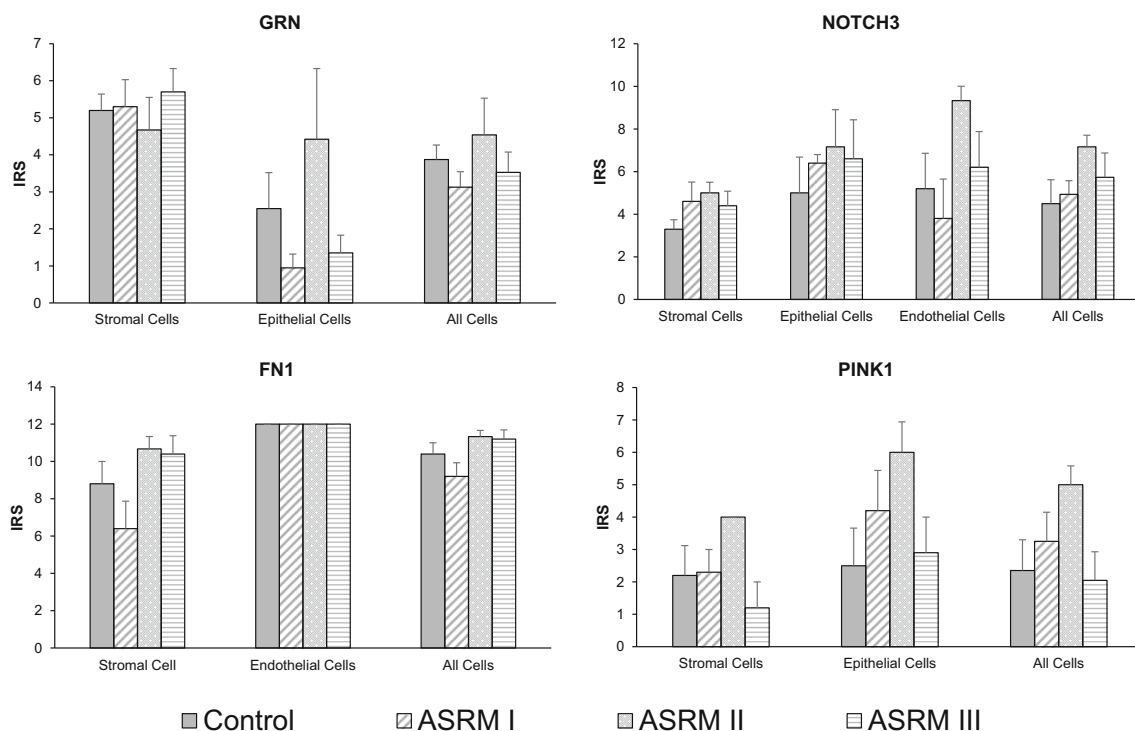 GRN
7
6
5
4
3
2
1
0
IRS
Stromal Cells Epithelial Cells All Cells
NOTCH3
12
10
8
6
4
2
0
IRS
Stromal Cells Epithelial Cells Endothelial Cells All Cells
FN1
14
12
10
8
6
4
2
0
IRS
Stromal Cell Endothelial Cells All Cells
PINK1
8
7
6
5
4
3
2
1
0
IRS
Stromal Cells Epithelial Cells All Cells
Control ASRM I ASRM II ASRM III